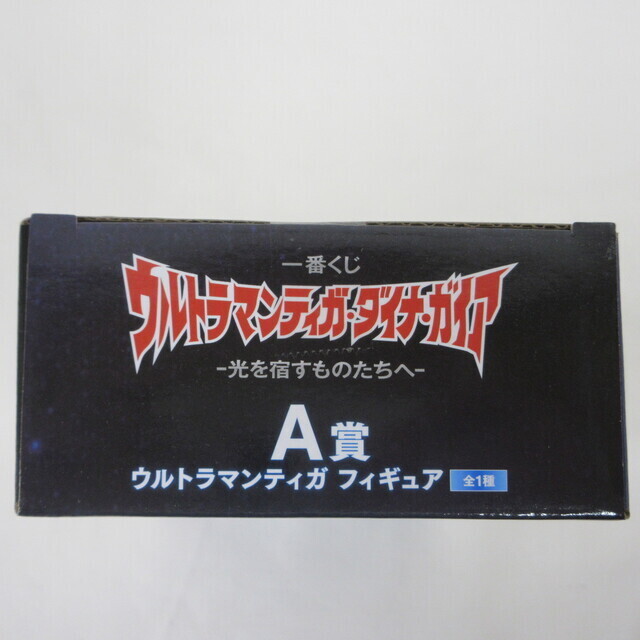 一番くじ
ウルトラマンティガ・ダイナ・ガイア
-光を宿すものたちへ-
A賞
ウルトラマンティガ フィギュア 全1種